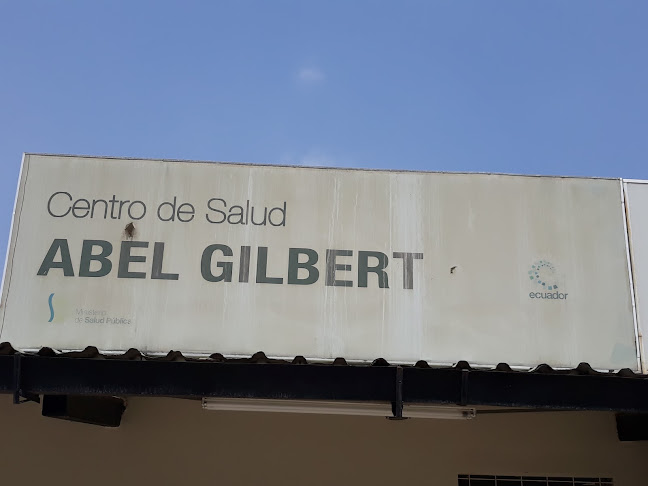 Centro de Salud
ABEL GILBERT
Ministerio
de Salud Pública
ecuador